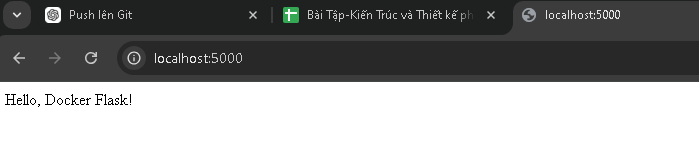 Push lên Git
Bài Tập-Kiến Trúc và Thiết kế ph
localhost:5000
localhost:5000
Hello, Docker Flask!